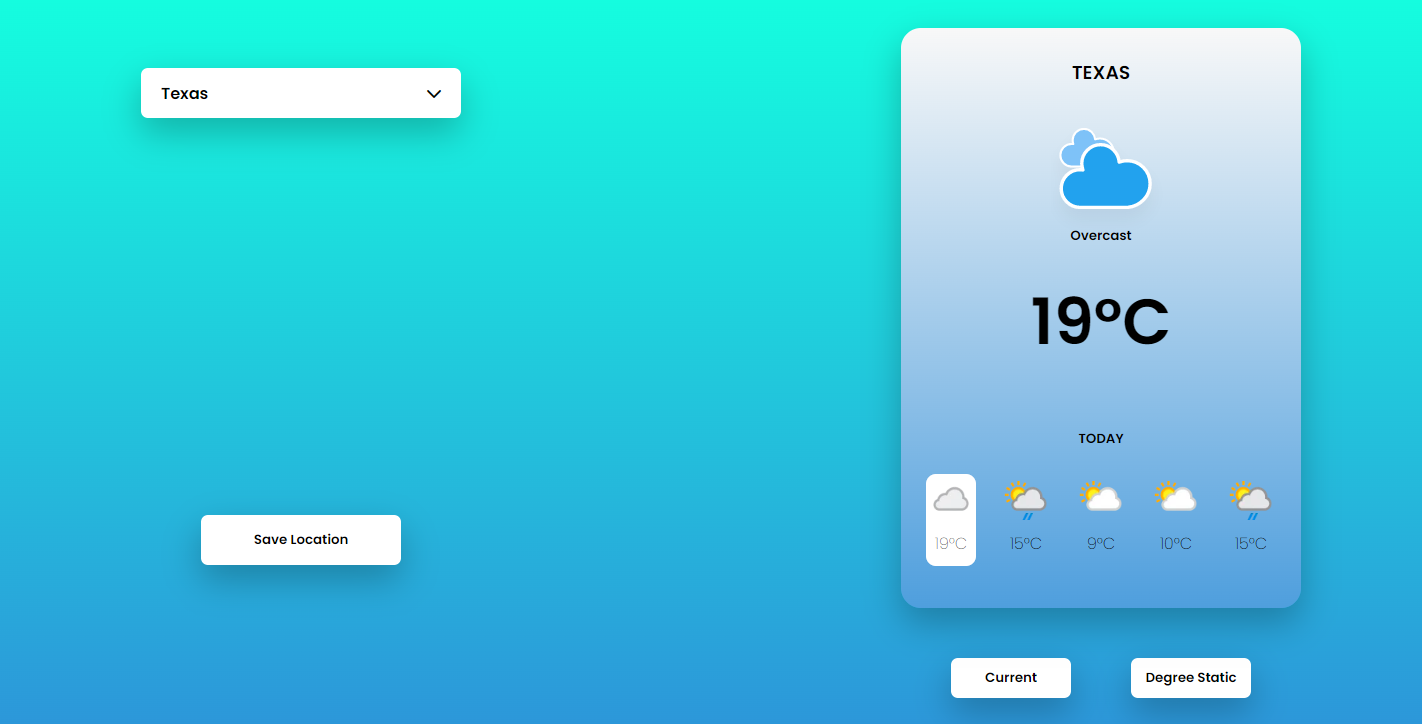 Texas
Save Location
TEXAS
Overcast
19°C
TODAY
19°C 15°C 9°C 10°C 15°C
Current Degree Static